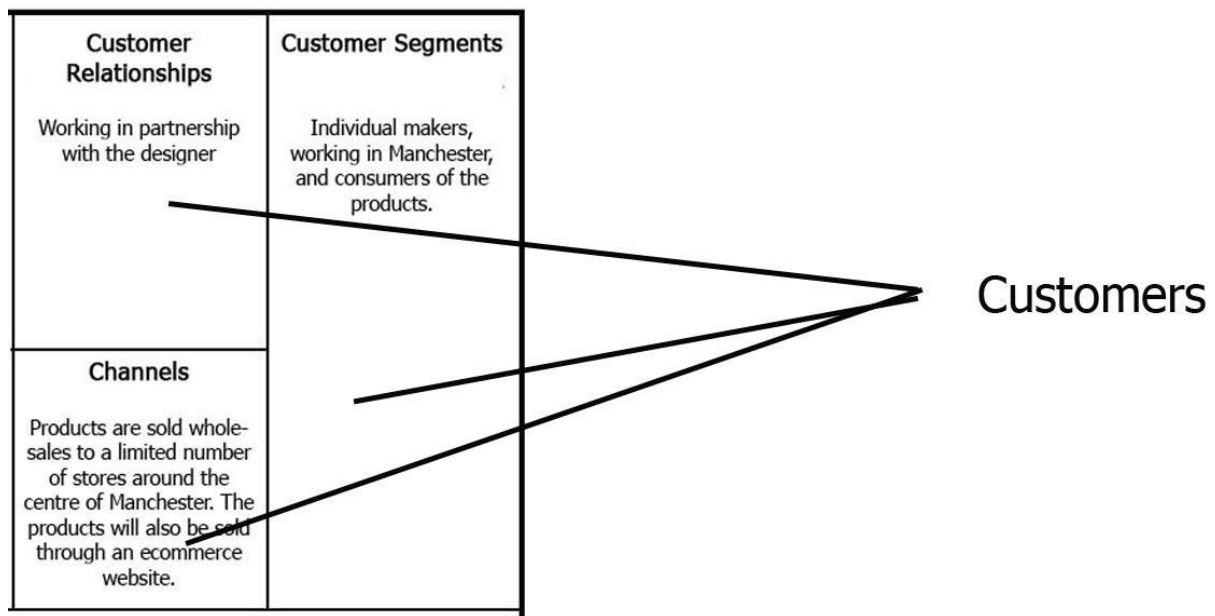 Customer
Relationships
Working in partnership
with the designer
Customer Segments
Individual makers,
working in Manchester,
and consumers of the
products.
Channels
Products are sold whole-
sales to a limited number
of stores around the
centre of Manchester. The
products will also be sold
through an ecommerce
website.
Customers